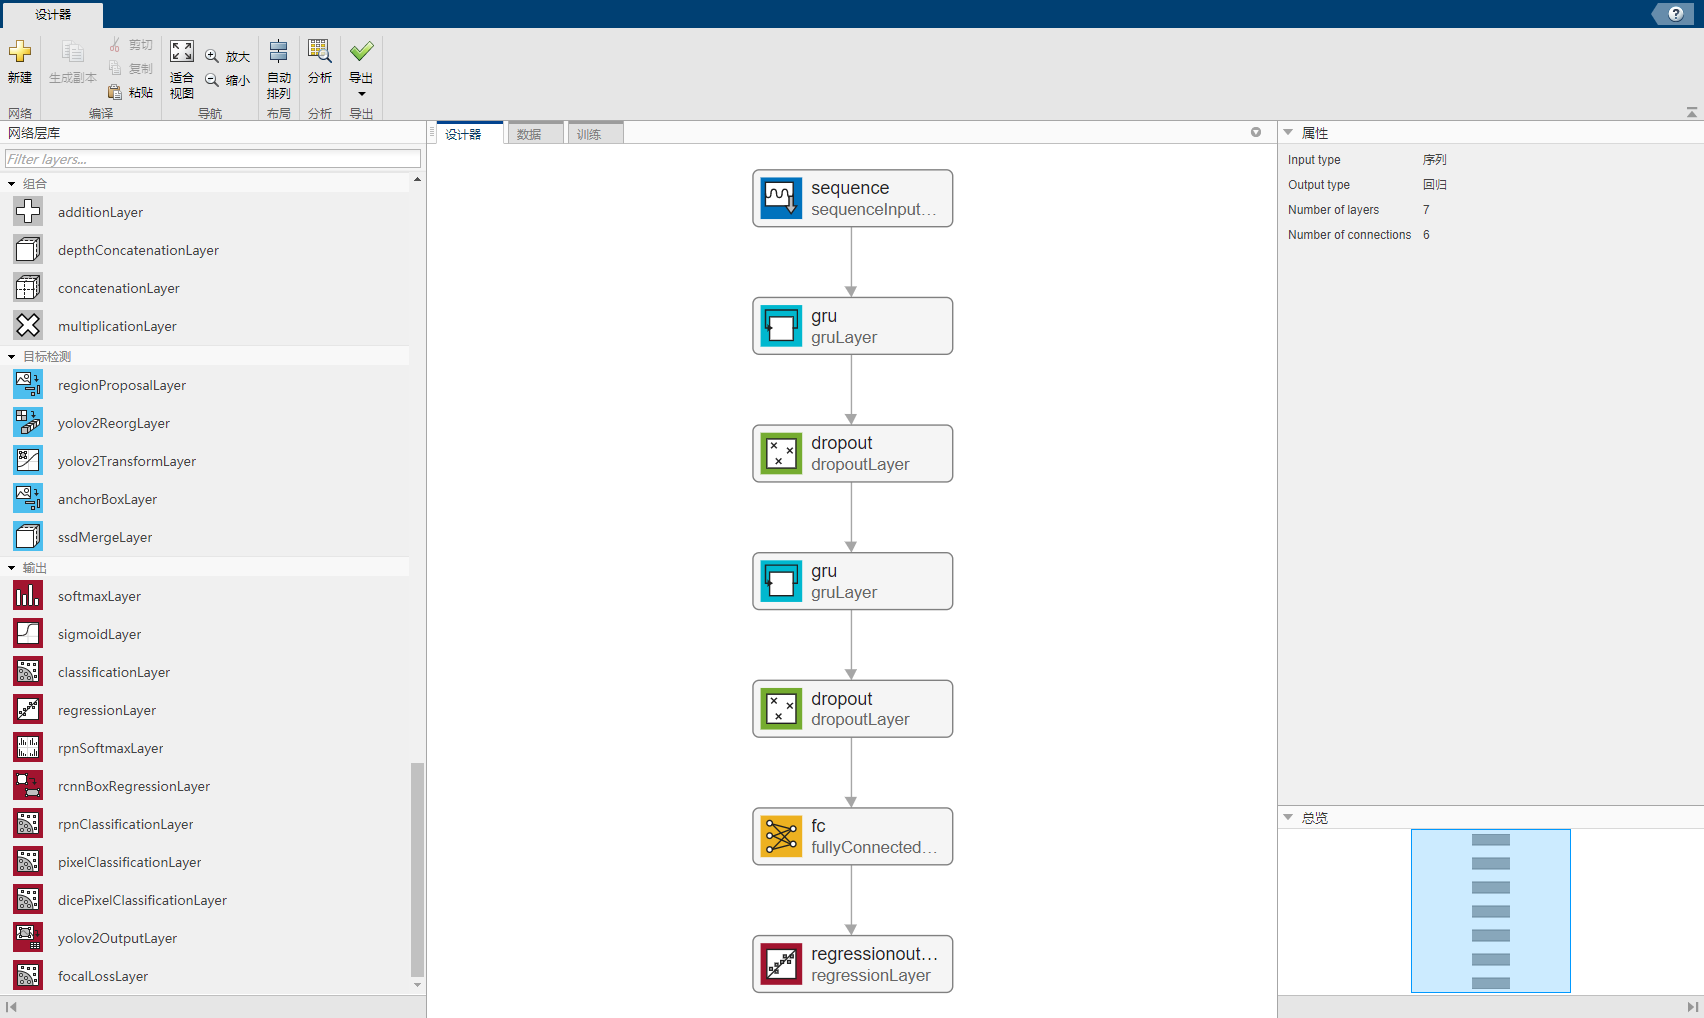 设计器
新建
生成副本
剪切
复制
粘贴
适合
视图
放大
缩小
自动
排列
分析
导出
网络
编译
导航
布局
分析
导出
网络层库
Filter layers...
组合
additionLayer
depthConcatenationLayer
concatenationLayer
multiplicationLayer
目标检测
regionProposalLayer
yolov2ReorgLayer
yolov2TransformLayer
anchorBoxLayer
ssdMergeLayer
输出
softmaxLayer
sigmoidLayer
classificationLayer
regressionLayer
rpnSoftmaxLayer
rcnnBoxRegressionLayer
rpnClassificationLayer
pixelClassificationLayer
dicePixelClassificationLayer
yolov2OutputLayer
focalLossLayer
设计器
数据
训练
sequence
sequenceInput...
gru
gruLayer
dropout
dropoutLayer
gru
gruLayer
dropout
dropoutLayer
fc
fullyConnected...
regressionout...
regressionLayer
属性
Input type 序列
Output type 回归
Number of layers 7
Number of connections 6
总览